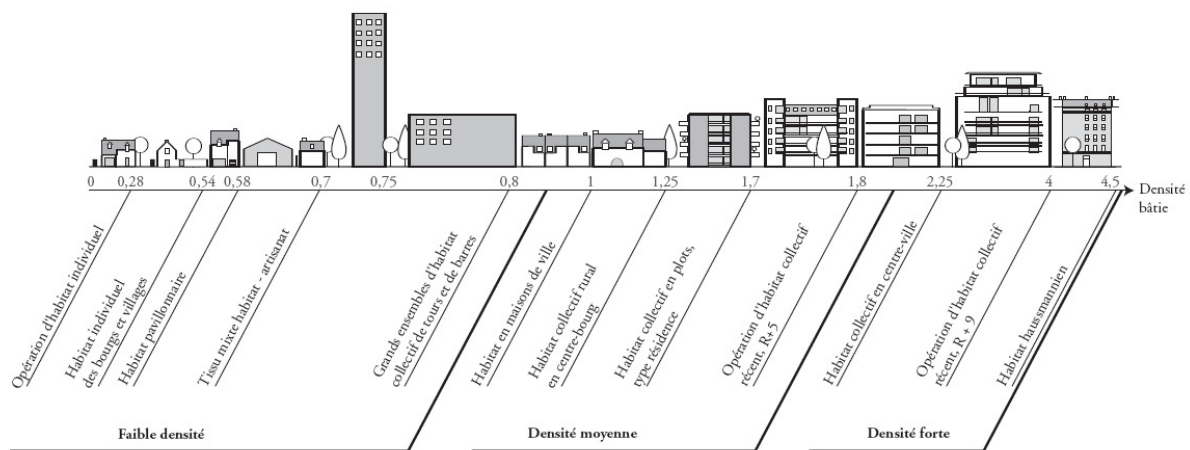 0 0,28 0,54 0,58 0,7 0,75 0,8 1 1,25 1,7 1,8 2,25 4 4,5
Densité
bâtie
Opération d'habitat individuel
Habitat individuel
des bourgs et villages
Habitat pavillonnaire
Tissu mixte habitat - artisanat
Grands ensembles d'habitat
collectif de tours et de barres
Habitat en maisons de ville
Habitat collectif rural
en centre-bourg
Habitat collectif en plots,
type résidence
Opération d'habitat collectif
récent, R+5
Habitat collectif en centre-ville
Opération d'habitat collectif
récent, R + 9
Habitat haussmannien
Faible densité
Densité moyenne
Densité forte